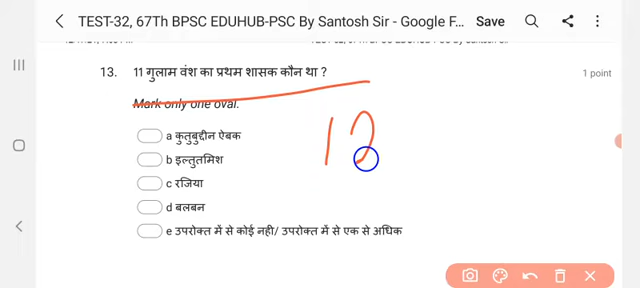 TEST-32, 67Th BPSC EDUHUB-PSC By Santosh Sir - Google F... Save
13. 11 गुलाम वंश का प्रथम शासक कौन था ? 1 point
Mark only one oval.
a कुतुबुद्दीन ऐबक
b इल्तुतमिश
c रजिया
d बलबन
e उपरोक्त में से कोई नही/ उपरोक्त में से एक से अधिक